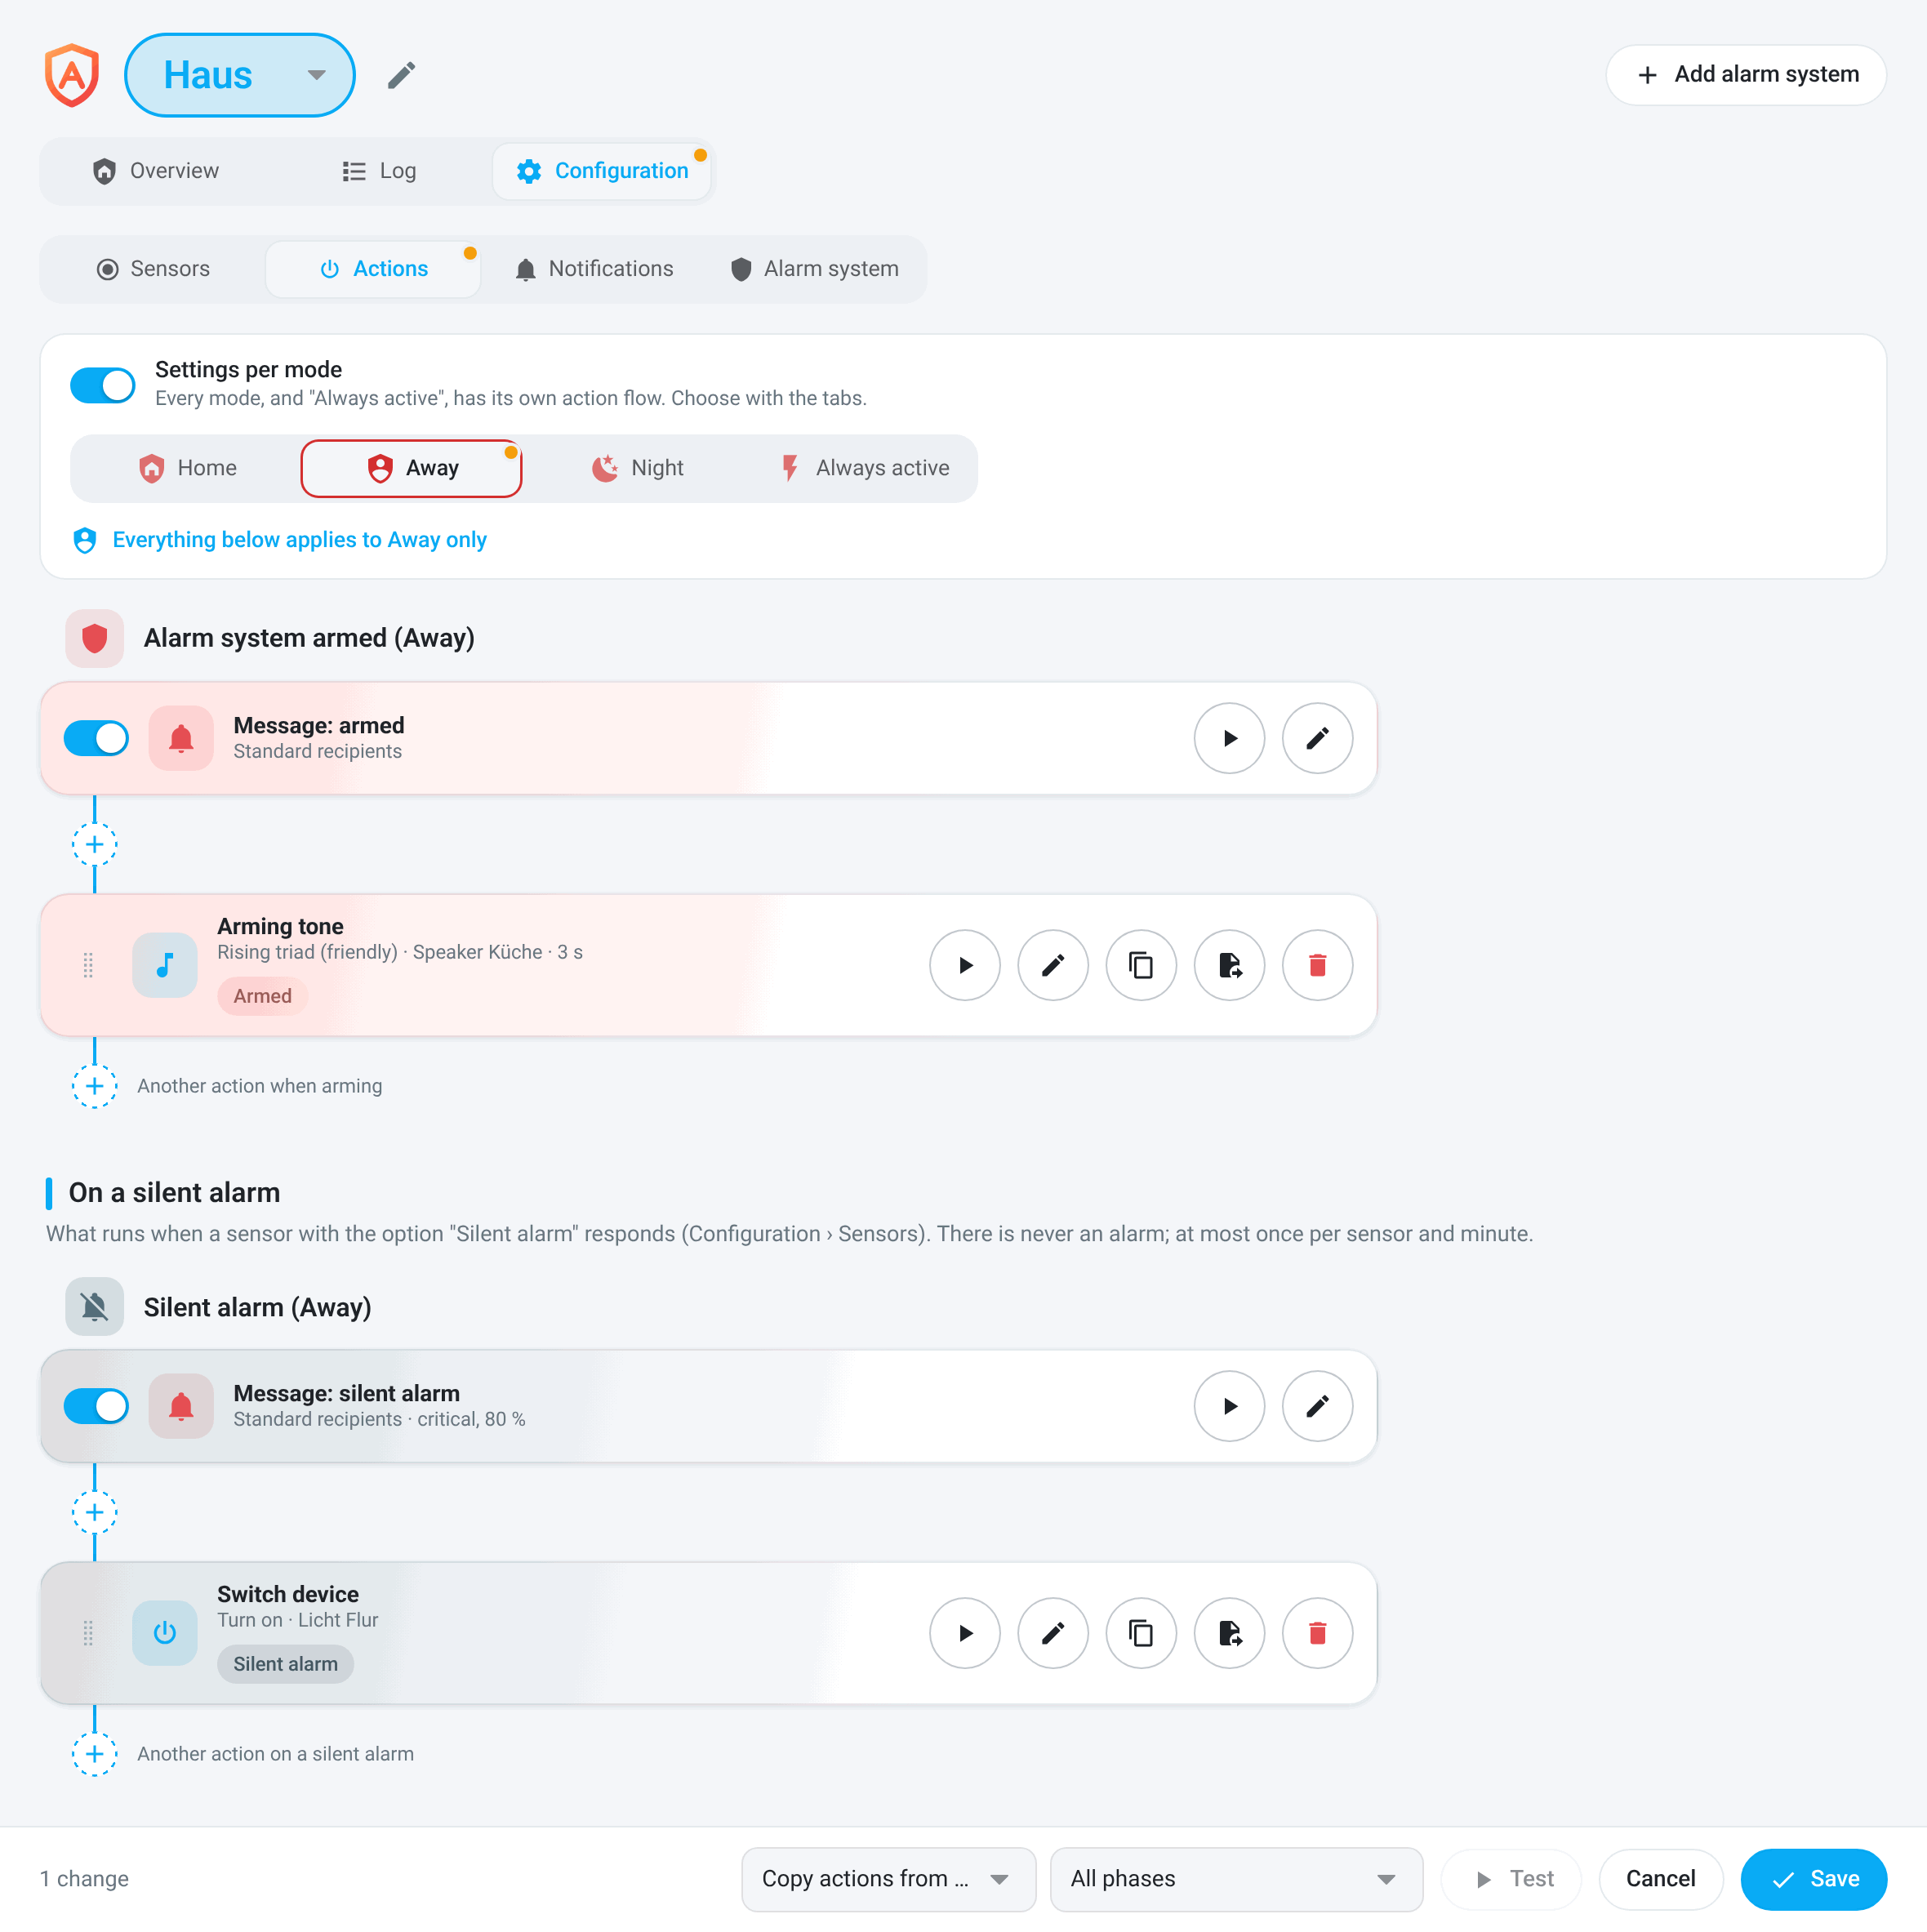 Haus
Add alarm system
Overview
Log
Configuration
Sensors
Actions
Notifications
Alarm system
Settings per mode
Every mode, and "Always active", has its own action flow. Choose with the tabs.
Home
Away
Night
Always active
Everything below applies to Away only
Alarm system armed (Away)
Message: armed
Standard recipients
Arming tone
Rising triad (friendly) · Speaker Küche · 3 s
Armed
Another action when arming
On a silent alarm
What runs when a sensor with the option "Silent alarm" responds (Configuration › Sensors). There is never an alarm; at most once per sensor and minute.
Silent alarm (Away)
Message: silent alarm
Standard recipients · critical, 80 %
Switch device
Turn on · Licht Flur
Silent alarm
Another action on a silent alarm
1 change
Copy actions from ...
All phases
Test
Cancel
Save